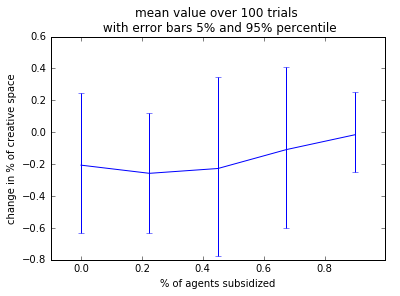 mean value over 100 trials
with error bars 5% and 95% percentile
0.6
0.4
0.2
0.0
−0.2
−0.4
−0.6
−0.8
change in % of creative space
0.0 0.2 0.4 0.6 0.8
% of agents subsidized